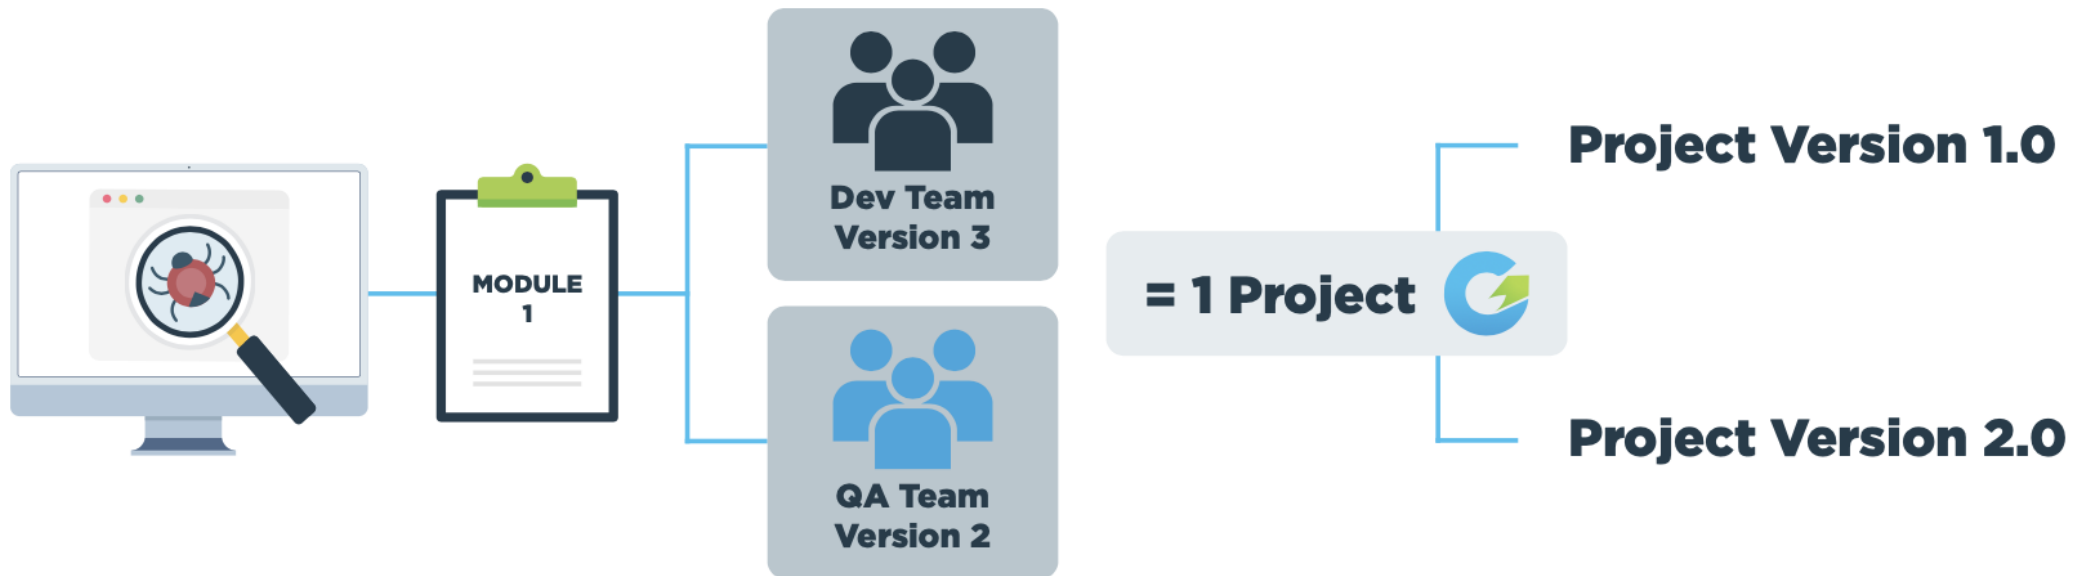 MODULE
1
Dev Team
Version 3
QA Team
Version 2
= 1 Project
Project Version 1.0
Project Version 2.0